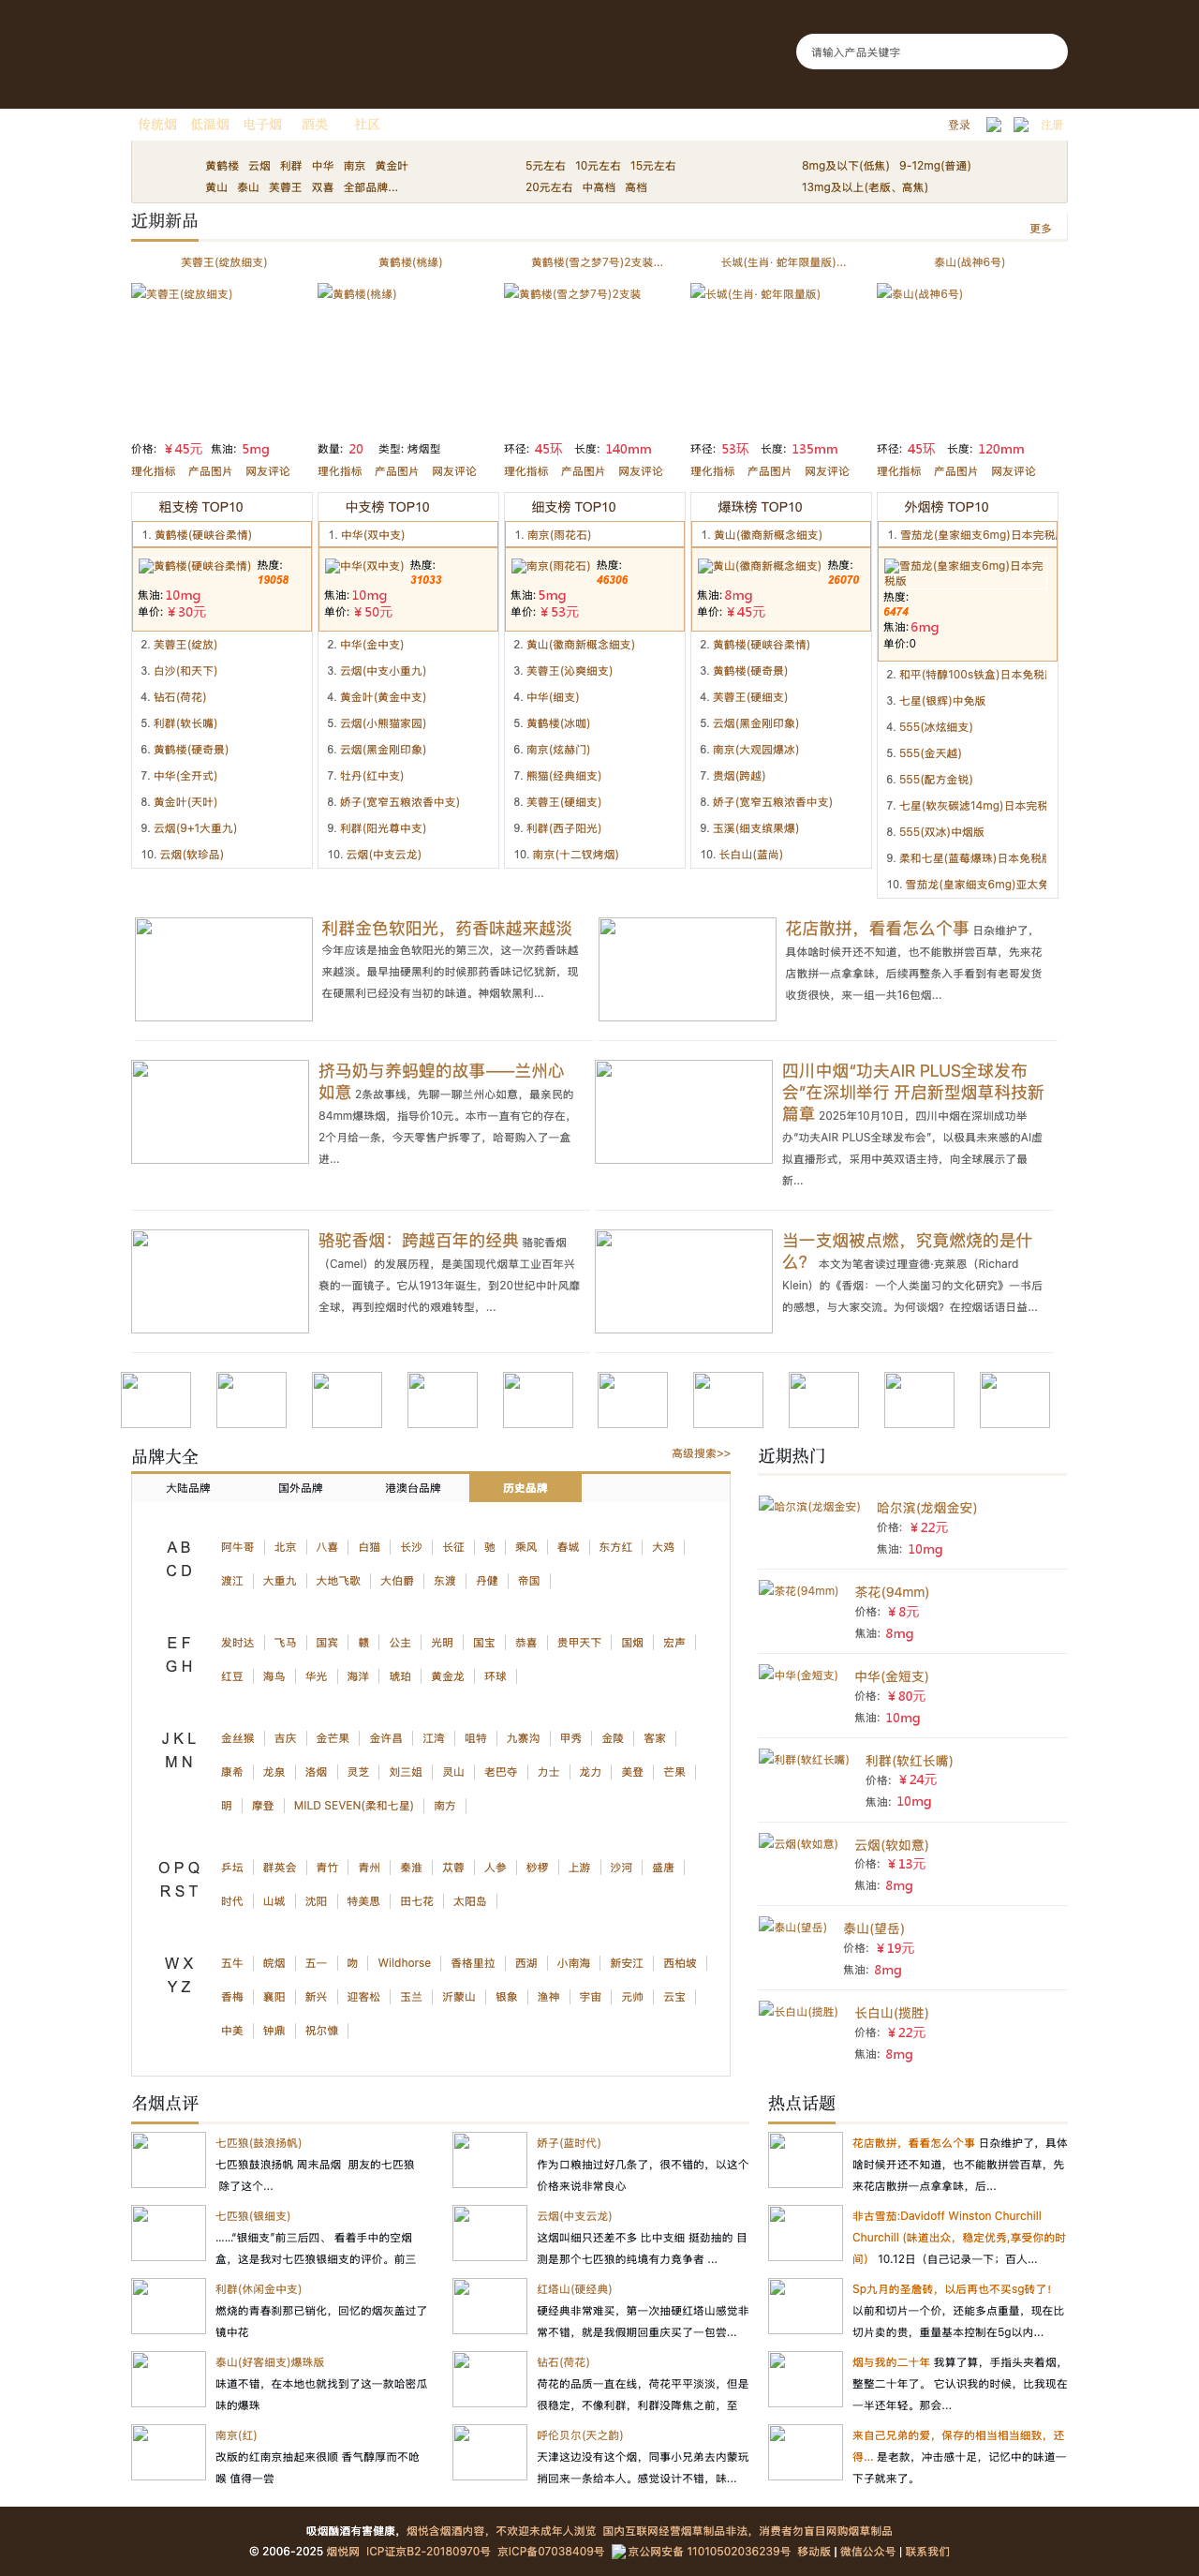 请输入产品关键字
传统烟 低温烟 电子烟 酒类 社区 登录 注册
黄鹤楼 云烟 利群 中华 南京 黄金叶 5元左右 10元左右 15元左右 8mg及以下(低焦) 9-12mg(普通)
黄山 泰山 芙蓉王 双喜 全部品牌... 20元左右 中高档 高档 13mg及以上(老版、高焦)
近期新品 更多
芙蓉王(绽放细支) 黄鹤楼(桃缘) 黄鹤楼(雪之梦7号)2支装... 长城(生肖· 蛇年限量版)... 泰山(战神6号)
芙蓉王(绽放细支) 黄鹤楼(桃缘) 黄鹤楼(雪之梦7号)2支装 长城(生肖· 蛇年限量版) 泰山(战神6号)
价格: ￥45元 焦油: 5mg 数量: 20 类型: 烤烟型 环径: 45环 长度: 140mm 环径: 53环 长度: 135mm 环径: 45环 长度: 120mm
理化指标 产品图片 网友评论 理化指标 产品图片 网友评论 理化指标 产品图片 网友评论 理化指标 产品图片 网友评论 理化指标 产品图片 网友评论
粗支榜 TOP10
1. 黄鹤楼(硬峡谷柔情)
黄鹤楼(硬峡谷柔情) 热度:
19058
焦油: 10mg
单价: ￥30元
2. 芙蓉王(绽放)
3. 白沙(和天下)
4. 钻石(荷花)
5. 利群(软长嘴)
6. 黄鹤楼(硬奇景)
7. 中华(全开式)
8. 黄金叶(天叶)
9. 云烟(9+1大重九)
10. 云烟(软珍品)
中支榜 TOP10
1. 中华(双中支)
中华(双中支) 热度:
31033
焦油: 10mg
单价: ￥50元
2. 中华(金中支)
3. 云烟(中支小重九)
4. 黄金叶(黄金中支)
5. 云烟(小熊猫家园)
6. 云烟(黑金刚印象)
7. 牡丹(红中支)
8. 娇子(宽窄五粮浓香中支)
9. 利群(阳光尊中支)
10. 云烟(中支云龙)
细支榜 TOP10
1. 南京(雨花石)
南京(雨花石) 热度:
46306
焦油: 5mg
单价: ￥53元
2. 黄山(徽商新概念细支)
3. 芙蓉王(沁爽细支)
4. 中华(细支)
5. 黄鹤楼(冰咖)
6. 南京(炫赫门)
7. 熊猫(经典细支)
8. 芙蓉王(硬细支)
9. 利群(西子阳光)
10. 南京(十二钗烤烟)
爆珠榜 TOP10
1. 黄山(徽商新概念细支)
黄山(徽商新概念细支) 热度:
26070
焦油: 8mg
单价: ￥45元
2. 黄鹤楼(硬峡谷柔情)
3. 黄鹤楼(硬奇景)
4. 芙蓉王(硬细支)
5. 云烟(黑金刚印象)
6. 南京(大观园爆冰)
7. 贵烟(跨越)
8. 娇子(宽窄五粮浓香中支)
9. 玉溪(细支缤果爆)
10. 长白山(蓝尚)
外烟榜 TOP10
1. 雪茄龙(皇家细支6mg)日本完税
雪茄龙(皇家细支6mg)日本完
税版
热度:
6474
焦油: 6mg
单价:0
2. 和平(特醇100s铁盒)日本免税
3. 七星(银辉)中免版
4. 555(冰炫细支)
5. 555(金天越)
6. 555(配方金锐)
7. 七星(软灰碳滤14mg)日本完税
8. 555(双冰)中烟版
9. 柔和七星(蓝莓爆珠)日本免税版
10. 雪茄龙(皇家细支6mg)亚太免
利群金色软阳光，药香味越来越淡
今年应该是抽金色软阳光的第三次，这一次药香味越
来越淡。最早抽硬黑利的时候那药香味记忆犹新，现
在硬黑利已经没有当初的味道。神烟软黑利...
花店散拼，看看怎么个事 日杂维护了，
具体啥时候开还不知道，也不能散拼尝百草，先来花
店散拼一点拿拿味，后续再整条入手看到有老哥发货
收货很快，来一组一共16包烟...
挤马奶与养蚂蝗的故事——兰州心
如意 2条故事线，先聊一聊兰州心如意，最亲民的
84mm爆珠烟，指导价10元。本市一直有它的存在，
2个月给一条，今天零售户拆零了，哈哥购入了一盒
进...
四川中烟“功夫AIR PLUS全球发布
会”在深圳举行 开启新型烟草科技新
篇章 2025年10月10日，四川中烟在深圳成功举
办“功夫AIR PLUS全球发布会”，以极具未来感的AI虚
拟直播形式，采用中英双语主持，向全球展示了最
新...
骆驼香烟：跨越百年的经典 骆驼香烟
（Camel）的发展历程，是美国现代烟草工业百年兴
衰的一面镜子。它从1913年诞生，到20世纪中叶风靡
全球，再到控烟时代的艰难转型，...
当一支烟被点燃，究竟燃烧的是什
么？ 本文为笔者读过理查德·克莱恩（Richard
Klein）的《香烟：一个人类嵗习的文化研究》一书后
的感想，与大家交流。为何谈烟？在控烟话语日益...
品牌大全 高级搜索>>
大陆品牌 国外品牌 港澳台品牌 历史品牌
A B
C D
阿牛哥 北京 八喜 白猫 长沙 长征 驰 乘风 春城 东方红 大鸡
渡江 大重九 大地飞歌 大伯爵 东渡 丹健 帝国
E F
G H
发时达 飞马 国宾 赣 公主 光明 国宝 恭喜 贵甲天下 国烟 宏声
红豆 海鸟 华光 海洋 琥珀 黄金龙 环球
J K L
M N
金丝猴 吉庆 金芒果 金许昌 江湾 咀特 九寨沟 甲秀 金陵 客家
康希 龙泉 洛烟 灵芝 刘三姐 灵山 老巴夺 力士 龙力 美登 芒果
明 摩登 MILD SEVEN(柔和七星) 南方
O P Q
R S T
乒坛 群英会 青竹 青州 秦淮 苁蓉 人参 桫椤 上游 沙河 盛唐
时代 山城 沈阳 特美思 田七花 太阳岛
W X
Y Z
五牛 皖烟 五一 吻 Wildhorse 香格里拉 西湖 小南海 新安江 西柏坡
香梅 襄阳 新兴 迎客松 玉兰 沂蒙山 银象 渔神 宇宙 元帅 云宝
中美 钟鼎 祝尔慷
近期热门
哈尔滨(龙烟金安) 哈尔滨(龙烟金安)
价格: ￥22元
焦油: 10mg
茶花(94mm) 茶花(94mm)
价格: ￥8元
焦油: 8mg
中华(金短支) 中华(金短支)
价格: ￥80元
焦油: 10mg
利群(软红长嘴) 利群(软红长嘴)
价格: ￥24元
焦油: 10mg
云烟(软如意) 云烟(软如意)
价格: ￥13元
焦油: 8mg
泰山(望岳) 泰山(望岳)
价格: ￥19元
焦油: 8mg
长白山(揽胜) 长白山(揽胜)
价格: ￥22元
焦油: 8mg
名烟点评
七匹狼(鼓浪扬帆)
七匹狼鼓浪扬帆 周末品烟 朋友的七匹狼
除了这个...
娇子(蓝时代)
作为口粮抽过好几条了，很不错的，以这个
价格来说非常良心
七匹狼(银细支)
......“银细支”前三后四、 看着手中的空烟
盒，这是我对七匹狼银细支的评价。前三
云烟(中支云龙)
这烟叫细只还差不多 比中支细 挺劲抽的 目
测是那个七匹狼的纯境有力竞争者 ...
利群(休闲金中支)
燃烧的青春刹那已销化，回忆的烟灰盖过了
镜中花
红塔山(硬经典)
硬经典非常难买，第一次抽硬红塔山感觉非
常不错，就是我假期回重庆买了一包尝...
泰山(好客细支)爆珠版
味道不错，在本地也就找到了这一款哈密瓜
味的爆珠
钻石(荷花)
荷花的品质一直在线，荷花平平淡淡，但是
很稳定，不像利群，利群没降焦之前，至
南京(红)
改版的红南京抽起来很顺 香气醇厚而不呛
喉 值得一尝
呼伦贝尔(天之韵)
天津这边没有这个烟，同事小兄弟去内蒙玩
捎回来一条给本人。感觉设计不错，味...
热点话题
花店散拼，看看怎么个事 日杂维护了，具体
啥时候开还不知道，也不能散拼尝百草，先
来花店散拼一点拿拿味，后...
非古雪茄:Davidoff Winston Churchill
Churchill (味道出众，稳定优秀,享受你的时
间） 10.12日（自己记录一下；百人...
Sp九月的圣詹砖，以后再也不买sg砖了！
以前和切片一个价，还能多点重量，现在比
切片卖的贵，重量基本控制在5g以内...
烟与我的二十年 我算了算，手指头夹着烟，
整整二十年了。 它认识我的时候，比我现在
一半还年轻。那会...
来自己兄弟的爱，保存的相当相当细致，还
得... 是老款，冲击感十足，记忆中的味道一
下子就来了。
吸烟酗酒有害健康，烟悦含烟酒内容，不欢迎未成年人浏览 国内互联网经营烟草制品非法，消费者勿盲目网购烟草制品
© 2006-2025 烟悦网 ICP证京B2-20180970号 京ICP备07038409号 京公网安备 11010502036239号 移动版 | 微信公众号 | 联系我们